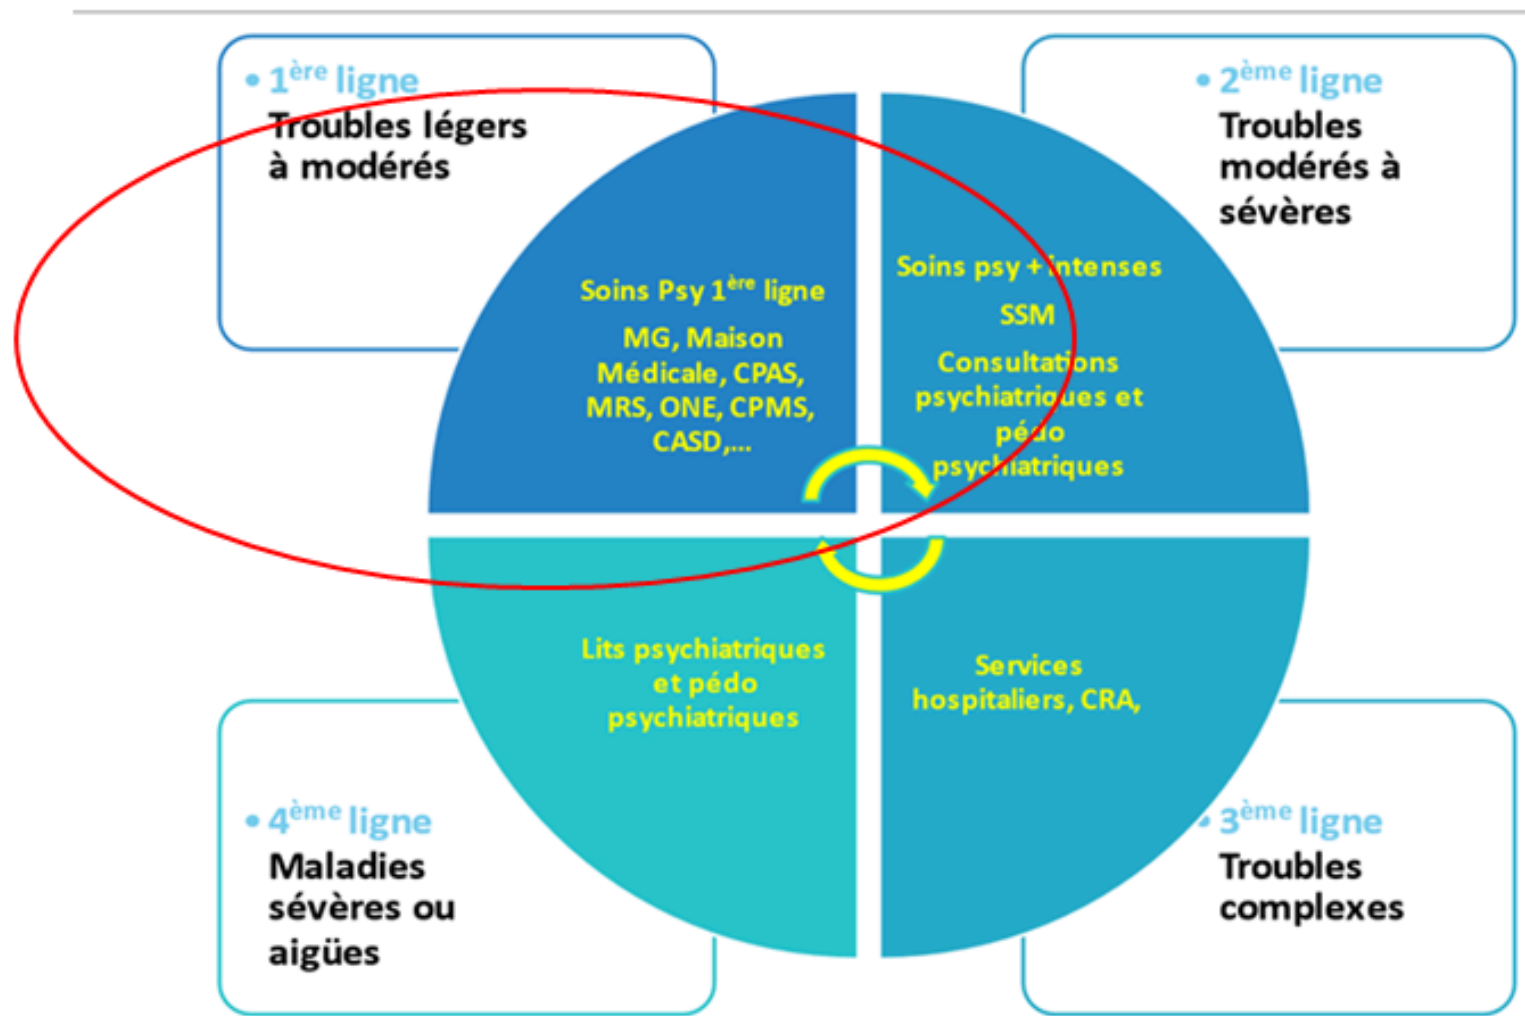 • 1ère ligne
Troubles légers
à modérés
Soins Psy 1ère ligne
MG, Maison
Médicale, CPAS,
MRS, ONE, CPMS,
CASD,...
• 2ème ligne
Troubles
modérés à
sévères
Soins psy + intenses
SSM
Consultations
psychiatriques et
pédo
psychiatriques
Lits psychiatriques
et pédo
psychiatriques
• 4ème ligne
Maladies
sévères ou
aigües
Services
hospitaliers, CRA,
• 3ème ligne
Troubles
complexes